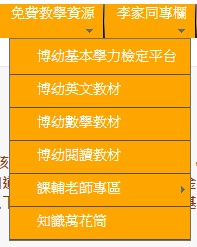 免費教學資源 李家同專欄
博幼基本學力檢定平台
博幼英文教材
博幼數學教材
博幼閱讀教材
課輔老師專區
知識萬花筒